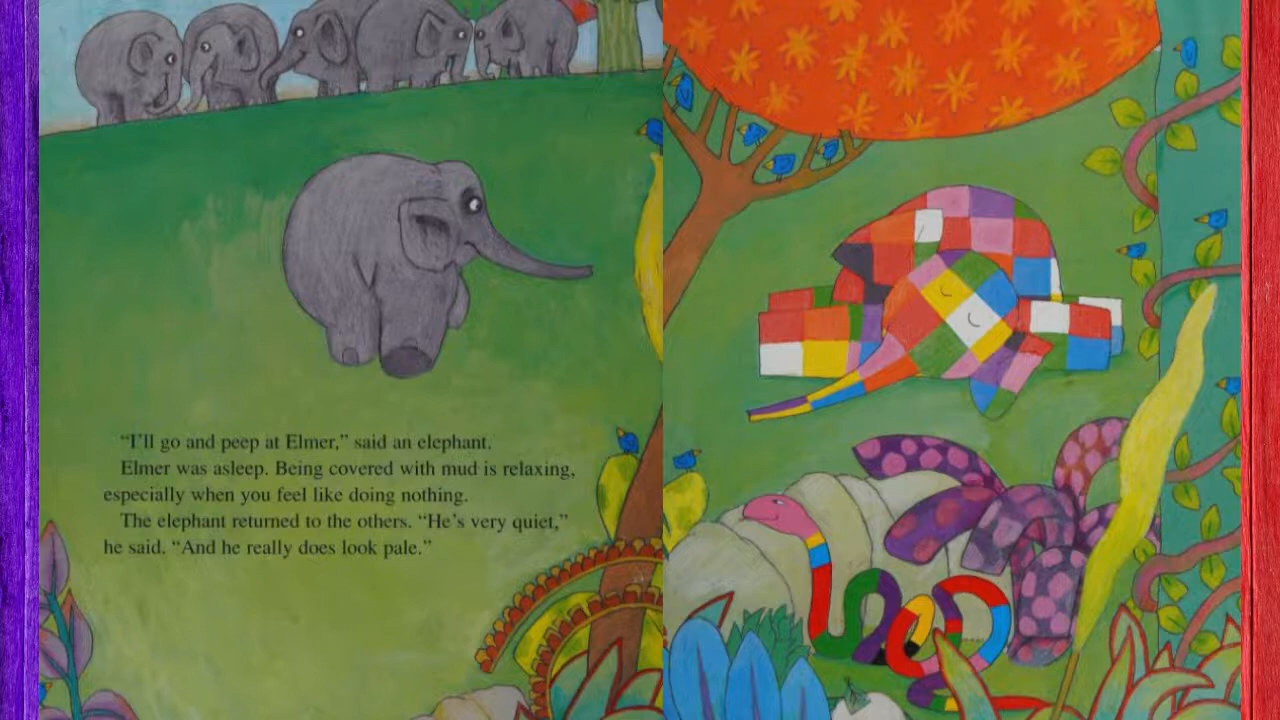 “I’ll go and peep at Elmer,” said an elephant.
Elmer was asleep. Being covered with mud is relaxing,
especially when you feel like doing nothing.
The elephant returned to the others. “He’s very quiet,”
he said. “And he really does look pale.”